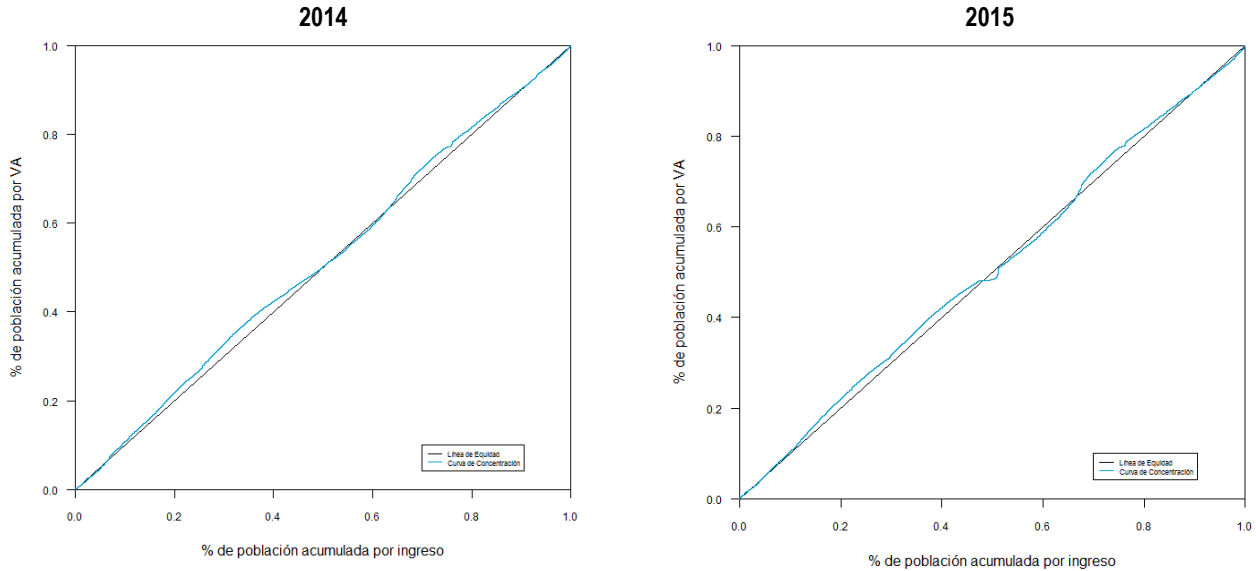 2014
1.0
0.8
0.6
0.4
0.2
0.0
% de población acumulada por VA
Línea de Equidad
Curva de Concentración
0.0 0.2 0.4 0.6 0.8 1.0
% de población acumulada por ingreso
2015
1.0
0.8
0.6
0.4
0.2
0.0
% de población acumulada por VA
Línea de Equidad
Curva de Concentración
0.0 0.2 0.4 0.6 0.8 1.0
% de población acumulada por ingreso